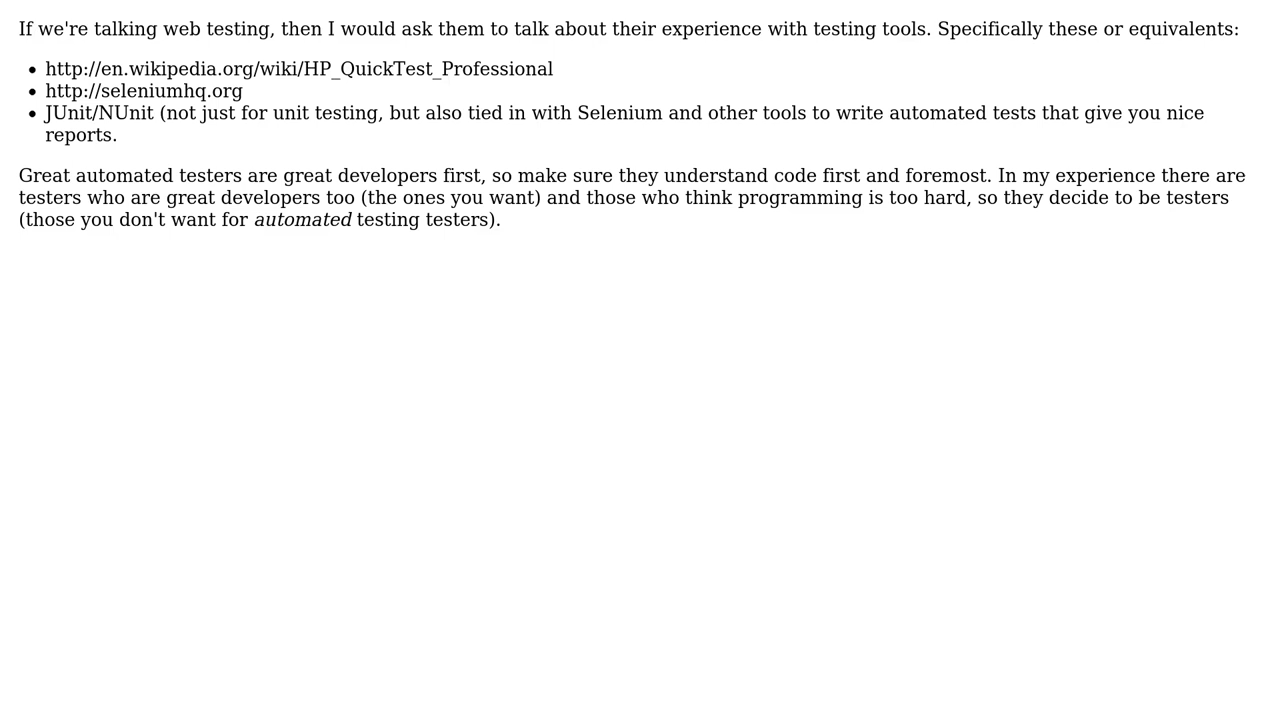 If we're talking web testing, then I would ask them to talk about their experience with testing tools. Specifically these or equivalents:
• http://en.wikipedia.org/wiki/HP_QuickTest_Professional
• http://seleniumhq.org
• JUnit/NUnit (not just for unit testing, but also tied in with Selenium and other tools to write automated tests that give you nice
reports.
Great automated testers are great developers first, so make sure they understand code first and foremost. In my experience there are
testers who are great developers too (the ones you want) and those who think programming is too hard, so they decide to be testers
(those you don't want for automated testing testers).